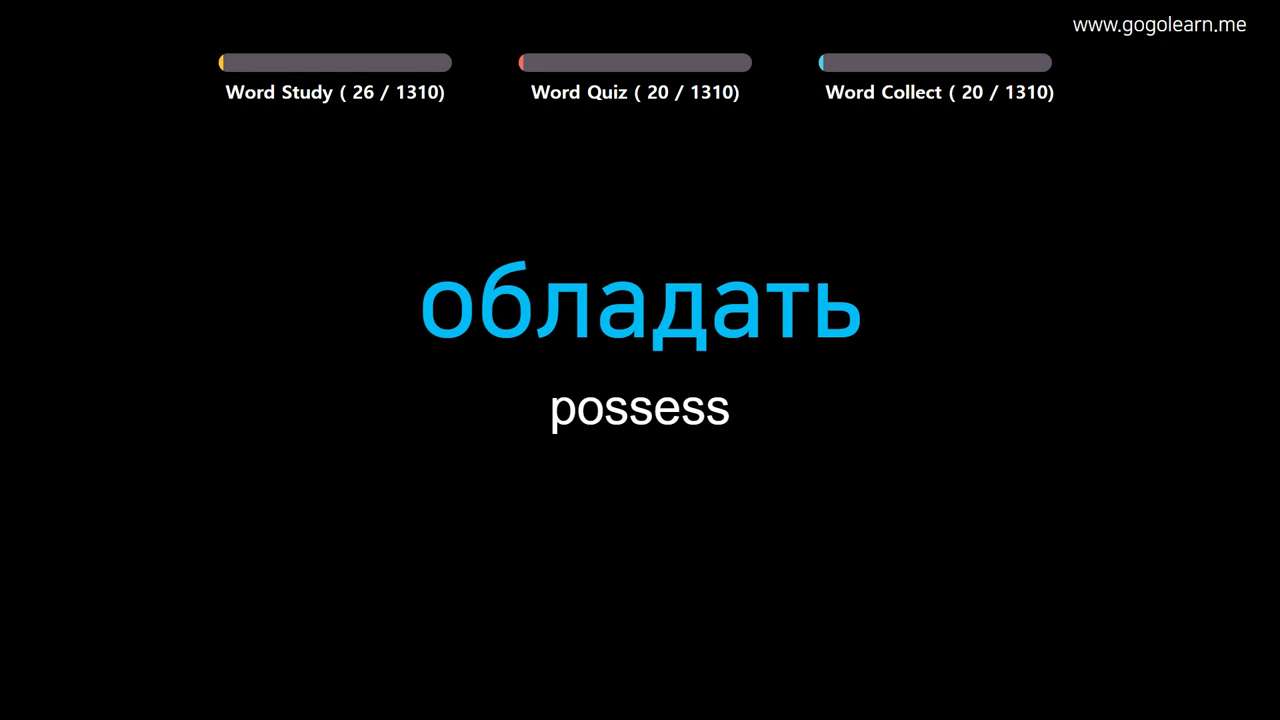 www.gogolearn.me
Word Study ( 26 / 1310)
Word Quiz ( 20 / 1310)
Word Collect ( 20 / 1310)
обладать
possess